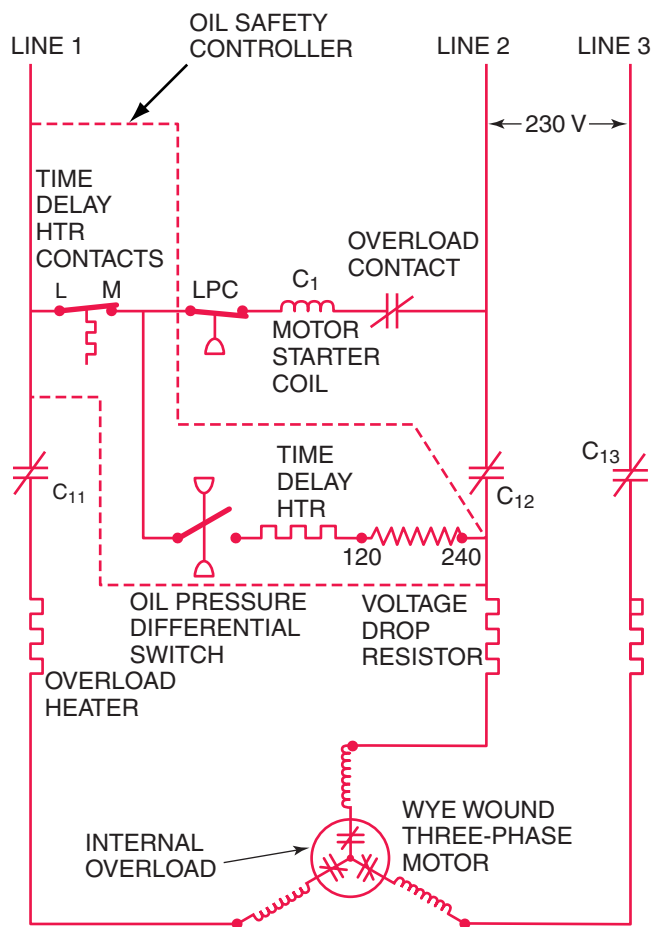 OIL SAFETY
CONTROLLER
LINE 1
LINE 2
LINE 3
230 V
TIME
DELAY
HTR
CONTACTS
L
M
LPC
C1
OVERLOAD
CONTACT
MOTOR
STARTER
COIL
C11
TIME
DELAY
HTR
C12
C13
120
240
OIL PRESSURE
DIFFERENTIAL
SWITCH
VOLTAGE
DROP
RESISTOR
OVERLOAD
HEATER
INTERNAL
OVERLOAD
WYE WOUND
THREE-PHASE
MOTOR